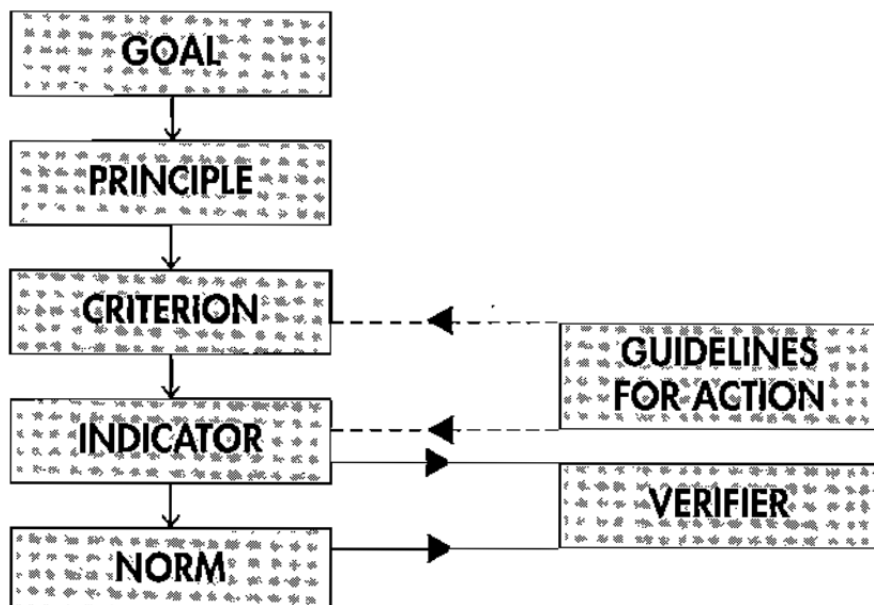 GOAL
PRINCIPLE
CRITERION
GUIDELINES
FOR ACTION
INDICATOR
VERIFIER
NORM